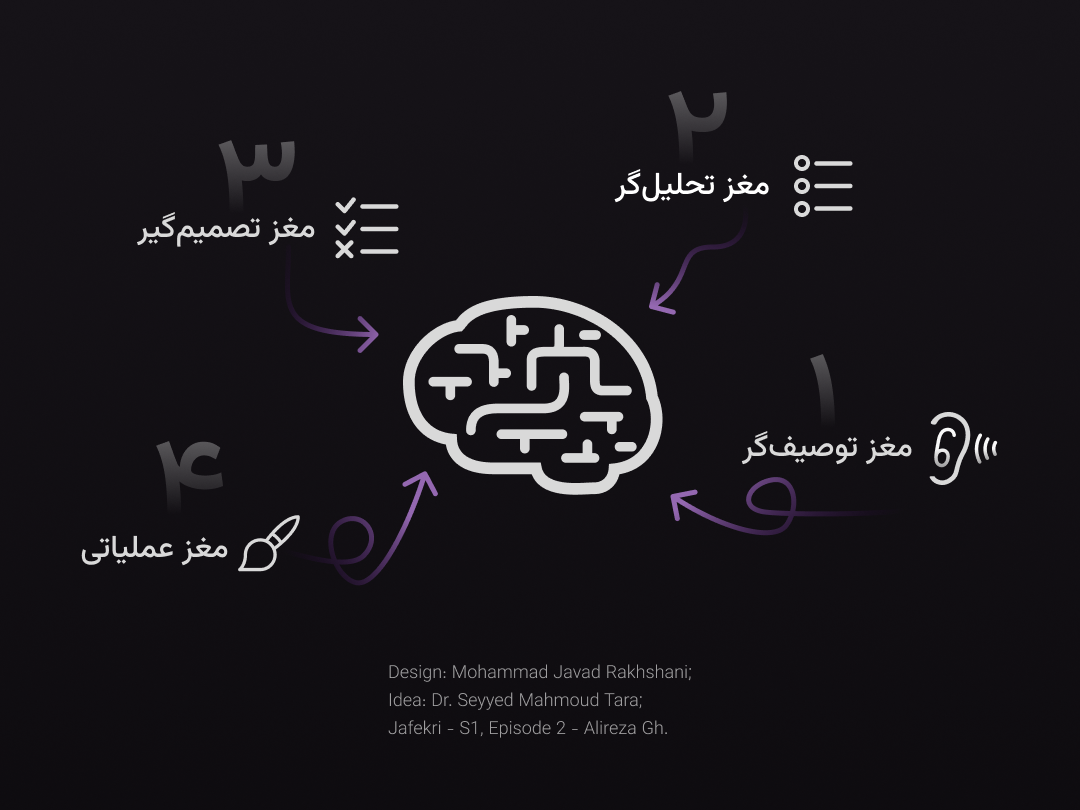 ۱
مغز توصیف‌گر
۲
مغز تحلیل‌گر
۳
مغز تصمیم‌گیر
۴
مغز عملیاتی
Design: Mohammad Javad Rakhshani;
Idea: Dr. Seyyed Mahmoud Tara;
Jafekri - S1, Episode 2 - Alireza Gh.